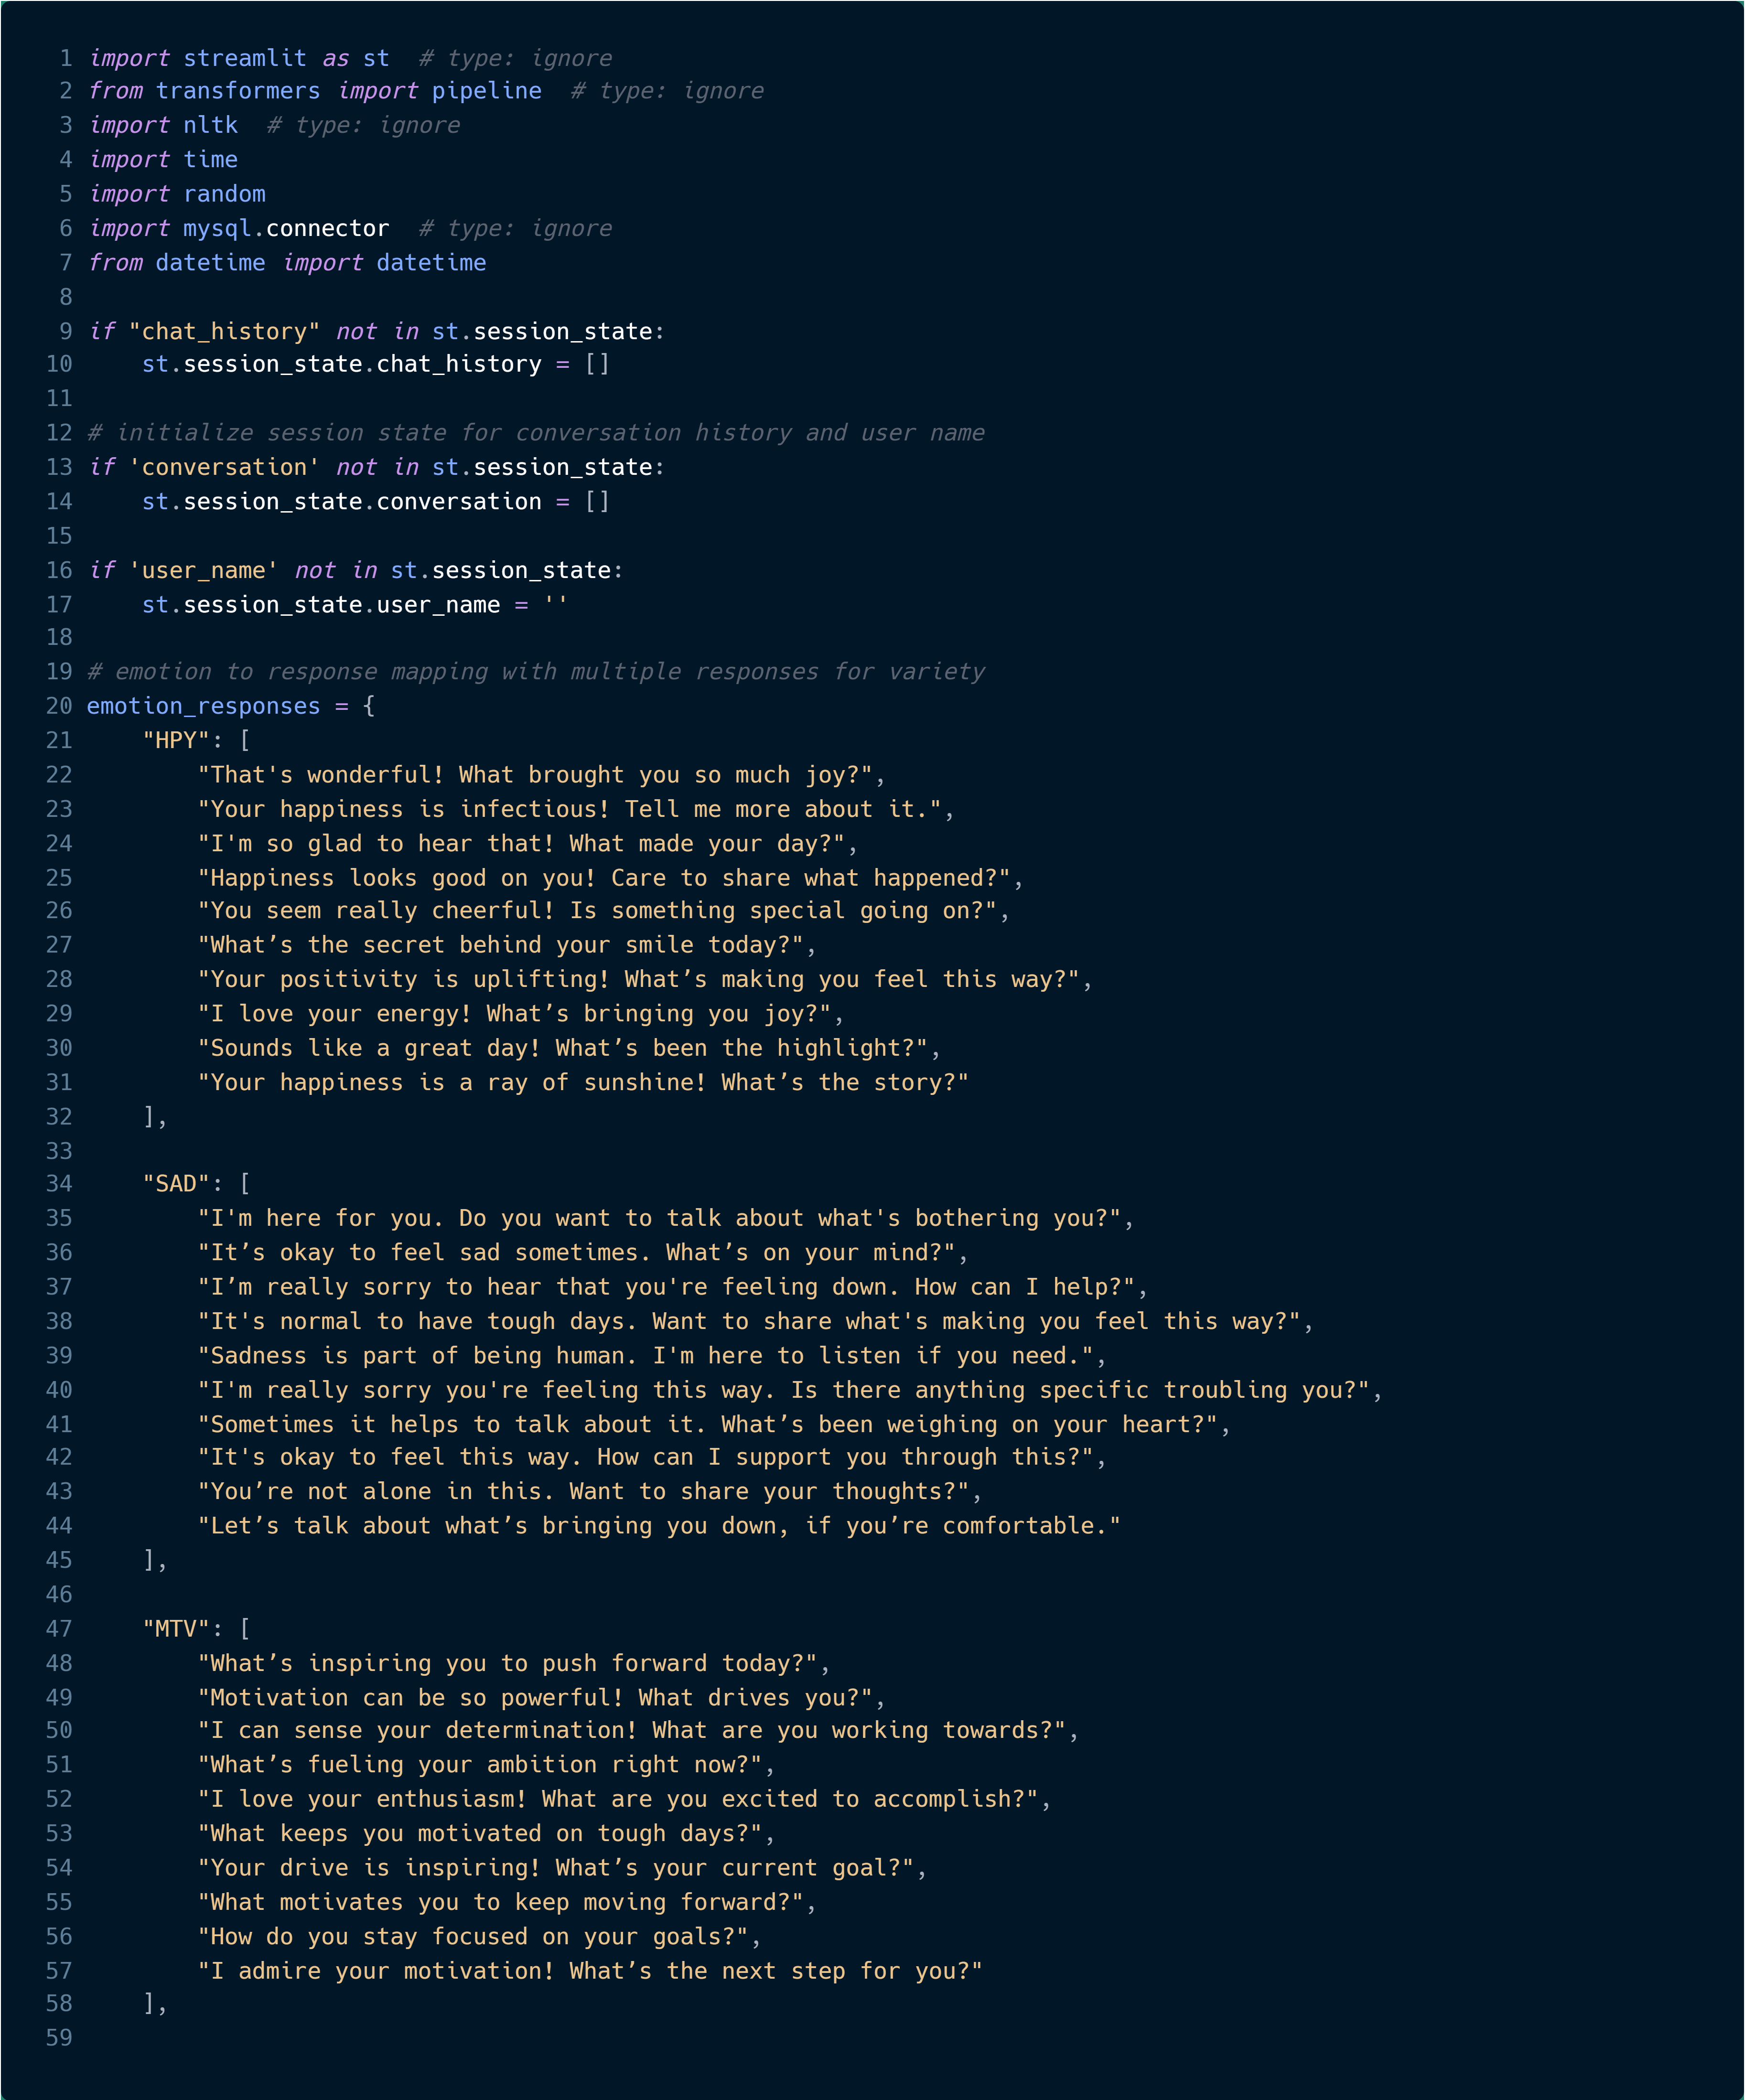 1 import streamlit as st  # type: ignore
2 from transformers import pipeline  # type: ignore
3 import nltk  # type: ignore
4 import time
5 import random
6 import mysql.connector  # type: ignore
7 from datetime import datetime
8
9 if "chat_history" not in st.session_state:
10     st.session_state.chat_history = []
11
12 # initialize session state for conversation history and user name
13 if 'conversation' not in st.session_state:
14     st.session_state.conversation = []
15
16 if 'user_name' not in st.session_state:
17     st.session_state.user_name = ''
18
19 # emotion to response mapping with multiple responses for variety
20 emotion_responses = {
21     "HPY": [
22         "That's wonderful! What brought you so much joy?",
23         "Your happiness is infectious! Tell me more about it.",
24         "I'm so glad to hear that! What made your day?",
25         "Happiness looks good on you! Care to share what happened?",
26         "You seem really cheerful! Is something special going on?",
27         "What’s the secret behind your smile today?",
28         "Your positivity is uplifting! What’s making you feel this way?",
29         "I love your energy! What’s bringing you joy?",
30         "Sounds like a great day! What’s been the highlight?",
31         "Your happiness is a ray of sunshine! What’s the story?"
32     ],
33
34     "SAD": [
35         "I'm here for you. Do you want to talk about what's bothering you?",
36         "It’s okay to feel sad sometimes. What’s on your mind?",
37         "I’m really sorry to hear that you're feeling down. How can I help?",
38         "It's normal to have tough days. Want to share what's making you feel this way?",
39         "Sadness is part of being human. I'm here to listen if you need.",
40         "I'm really sorry you're feeling this way. Is there anything specific troubling you?",
41         "Sometimes it helps to talk about it. What’s been weighing on your heart?",
42         "It's okay to feel this way. How can I support you through this?",
43         "You’re not alone in this. Want to share your thoughts?",
44         "Let’s talk about what’s bringing you down, if you’re comfortable."
45     ],
46
47     "MTV": [
48         "What’s inspiring you to push forward today?",
49         "Motivation can be so powerful! What drives you?",
50         "I can sense your determination! What are you working towards?",
51         "What’s fueling your ambition right now?",
52         "I love your enthusiasm! What are you excited to accomplish?",
53         "What keeps you motivated on tough days?",
54         "Your drive is inspiring! What’s your current goal?",
55         "What motivates you to keep moving forward?",
56         "How do you stay focused on your goals?",
57         "I admire your motivation! What’s the next step for you?"
58     ],
59